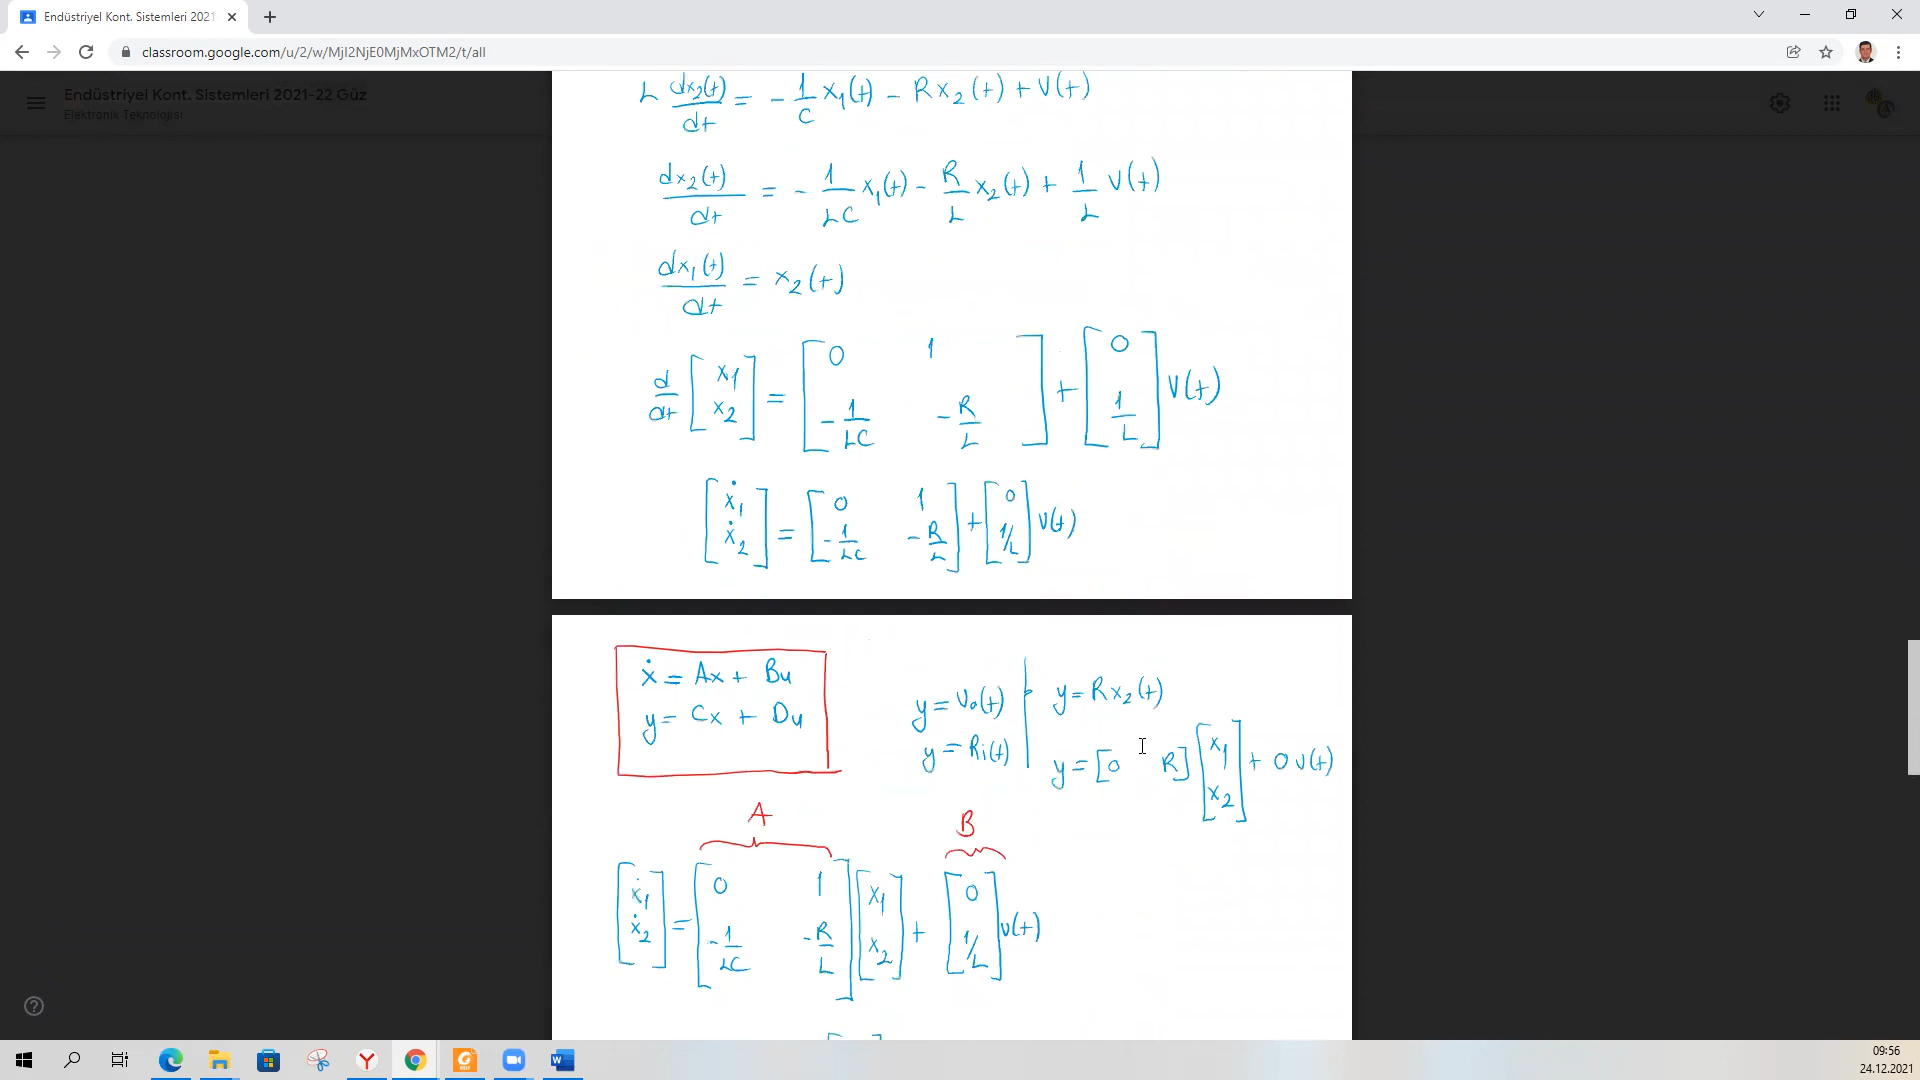 Endüstriyel Kont. Sistemleri 2021
classroom.google.com/u/2/w/MjI2NjE0MjMxOTM2/t/all
Endüstriyel Kont. Sistemleri 2021-22 Güz
Elektronik Teknolojisi
L dx₂(t)/dt = - 1/C x₁(t) - R x₂(t) + V(t)
dx₂(t)/dt = - 1/LC x₁(t) - R/L x₂(t) + 1/L V(t)
dx₁(t)/dt = x₂(t)
d/dt [x₁ x₂] = [0 1 -1/LC -R/L] + [0 1/L] V(t)
[ẋ₁ ẋ₂] = [0 1 -1/LC -R/L] + [0 1/L] V(t)
ẋ = Ax + Bu
y = Cx + Du
y = V₀(t)
y = Ri(t)
y = Rx₂(t)
y = [0 R] [x₁ x₂] + 0 v(t)
A
B
[ẋ₁ ẋ₂] = [0 1 -1/LC -R/L] [x₁ x₂] + [0 1/L] v(t)
09:56
24.12.2021